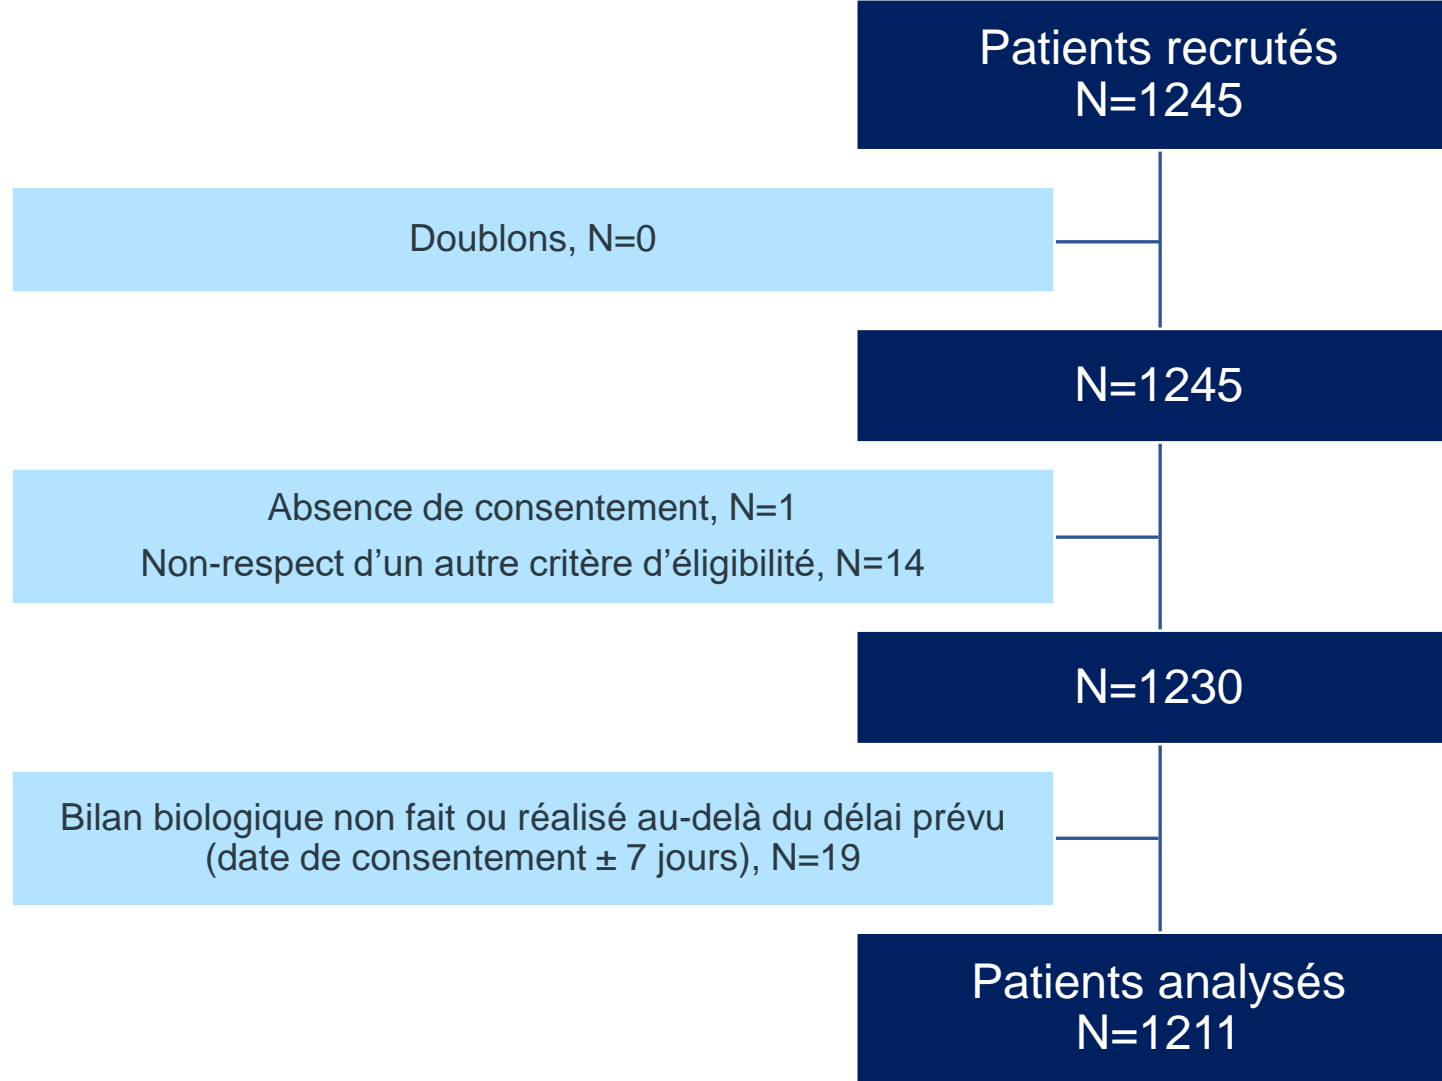 Patients recrutés
N=1245
Doublons, N=0
N=1245
Absence de consentement, N=1
Non-respect d’un autre critère d’éligibilité, N=14
N=1230
Bilan biologique non fait ou réalisé au-delà du délai prévu
(date de consentement ± 7 jours), N=19
Patients analysés
N=1211